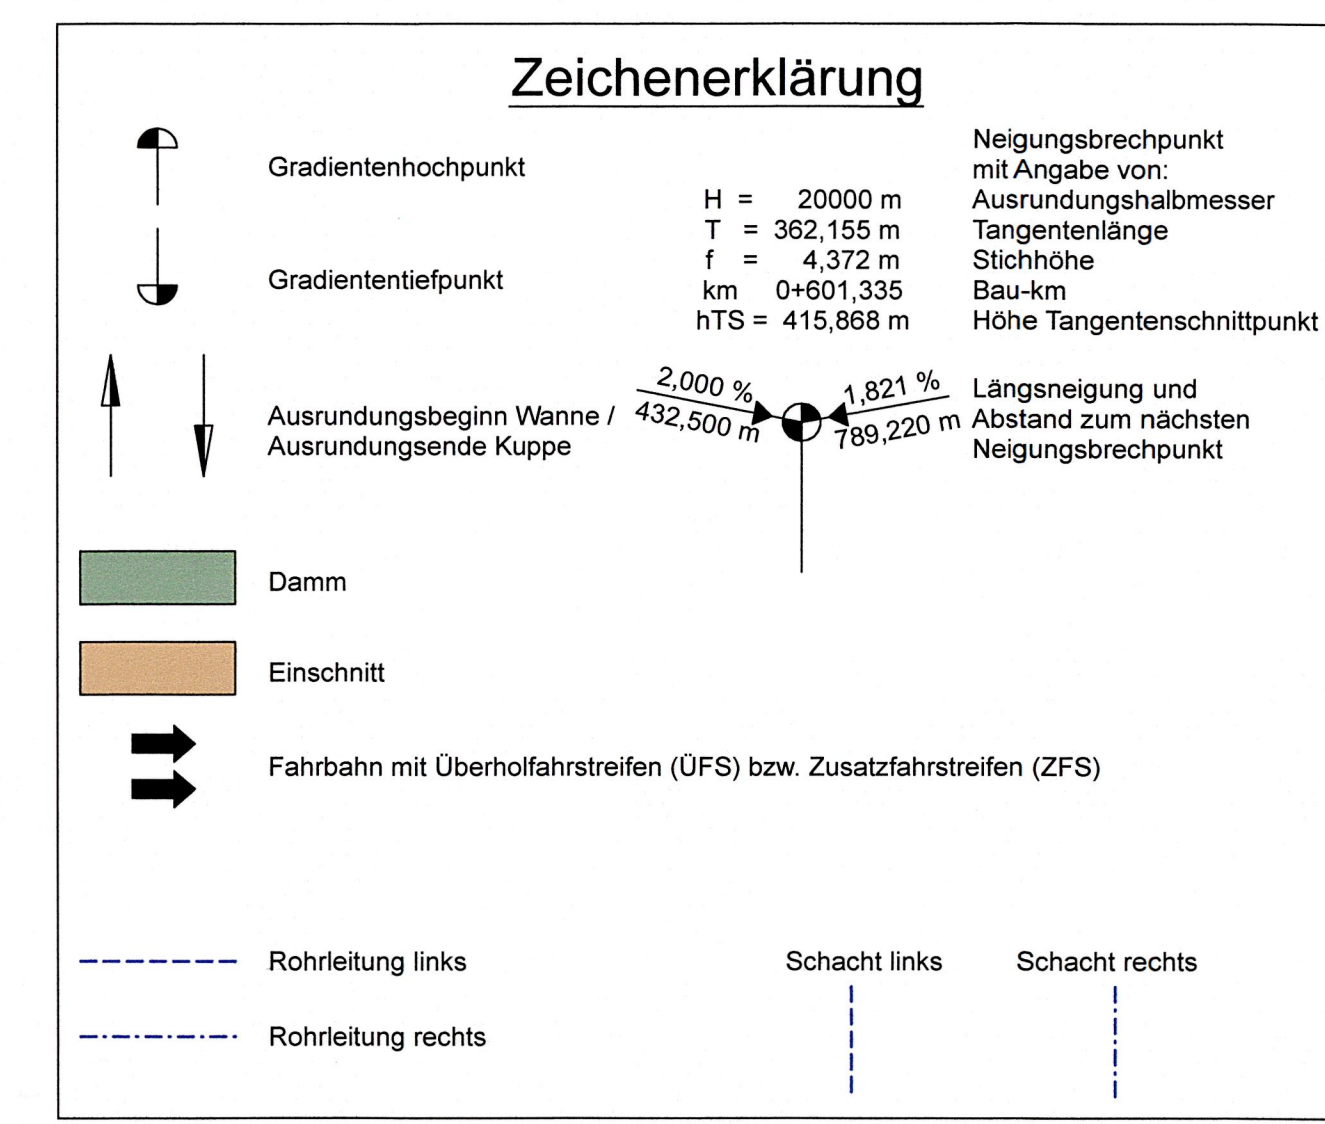 Zeichenerklärung
Gradientenhochpunkt
Gradiententiefpunkt
Ausrundungsbeginn Wanne /
Ausrundungsende Kuppe
Neigungsbrechpunkt
mit Angabe von:
H = 20000 m Ausrundungshalbmesser
T = 362,155 m Tangentenlänge
f = 4,372 m Stichhöhe
km 0+601,335 Bau-km
hTS = 415,868 m Höhe Tangentenschnittpunkt
2,000 %
432,500 m
1,821 %
789,220 m
Längsneigung und
Abstand zum nächsten
Neigungsbrechpunkt
Damm
Einschnitt
Fahrbahn mit Überholfahrstreifen (ÜFS) bzw. Zusatzfahrstreifen (ZFS)
Rohrleitung links
Schacht links
Schacht rechts
Rohrleitung rechts